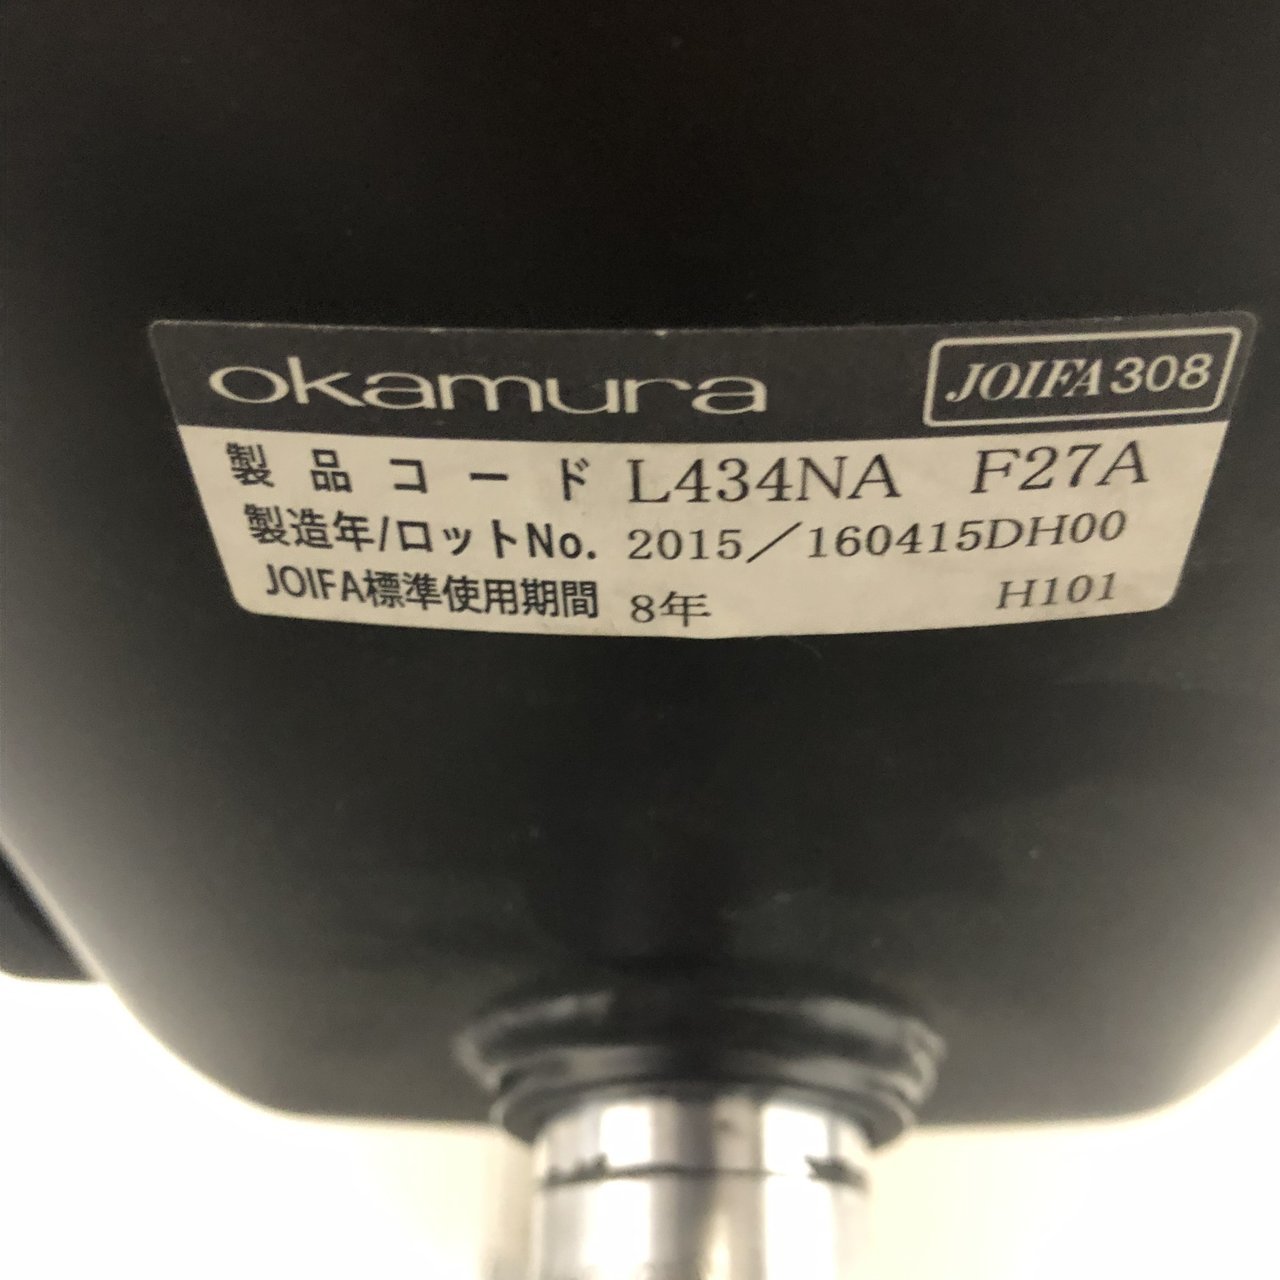 okamura JOIFA308
製品コード L434NA F27A
製造年/ロットNo. 2015／160415DH00
JOIFA標準使用期間 8年 H101